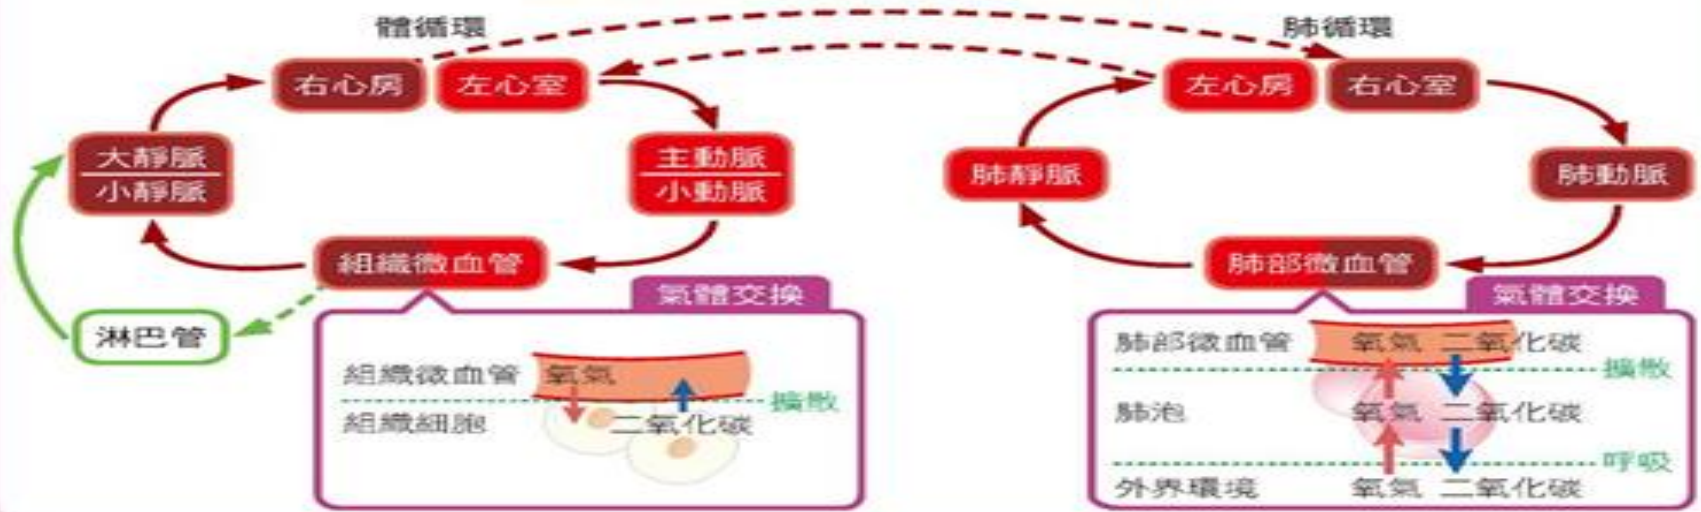 體循環
肺循環
右心房 左心室
左心房 右心室
大靜脈
小靜脈
主動脈
小動脈
肺靜脈
肺動脈
組織微血管
肺部微血管
淋巴管
氣體交換
組織微血管 氧氣
擴散
組織細胞 二氧化碳
氣體交換
肺部微血管 氧氣 二氧化碳
擴散
肺泡 氧氣 二氧化碳
呼吸
外界環境 氧氣 二氧化碳